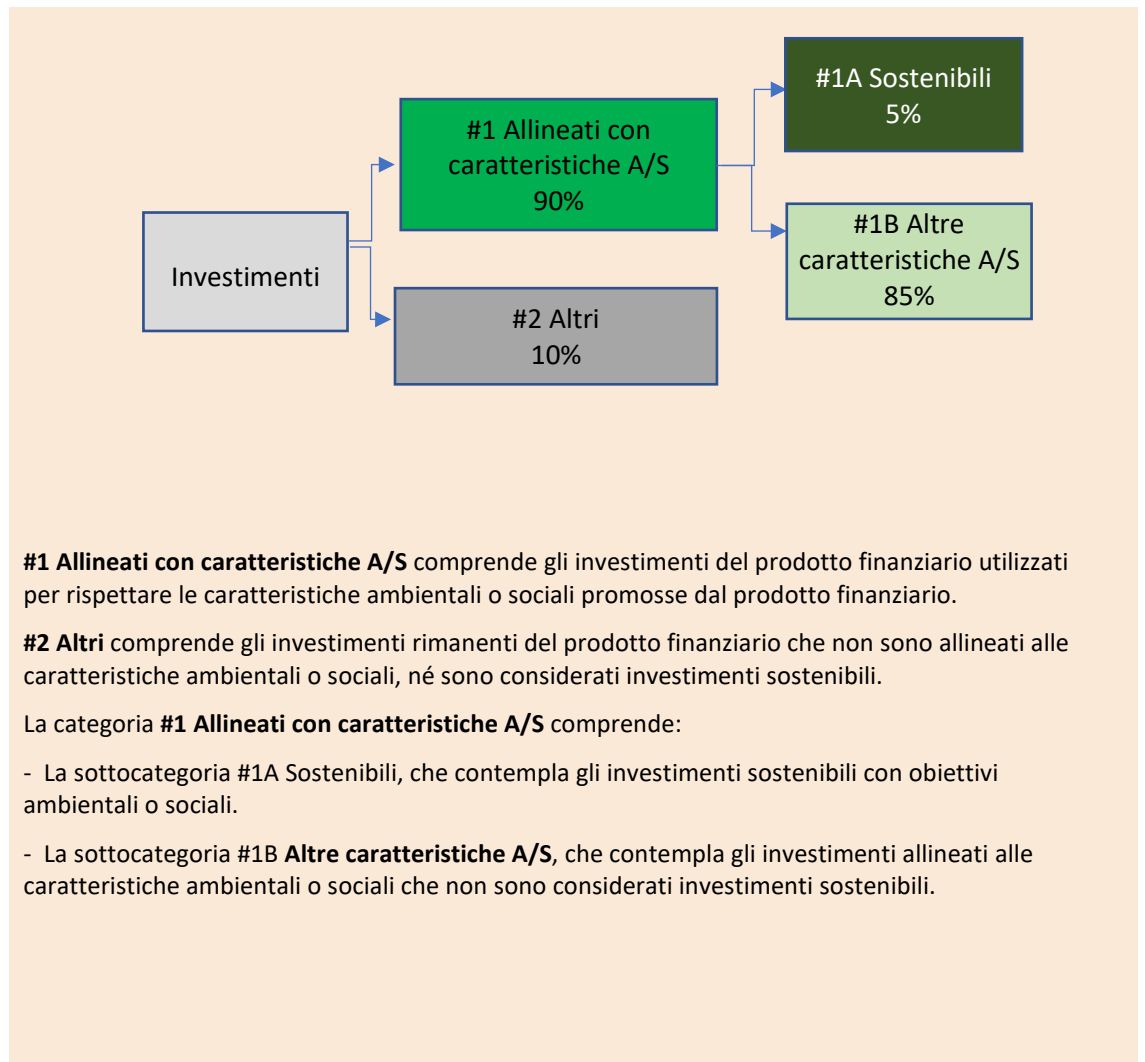 #1A Sostenibili
5%
#1 Allineati con
caratteristiche A/S
90%
#1B Altre
caratteristiche A/S
85%
Investimenti
#2 Altri
10%
#1 Allineati con caratteristiche A/S comprende gli investimenti del prodotto finanziario utilizzati
per rispettare le caratteristiche ambientali o sociali promosse dal prodotto finanziario.
#2 Altri comprende gli investimenti rimanenti del prodotto finanziario che non sono allineati alle
caratteristiche ambientali o sociali, né sono considerati investimenti sostenibili.
La categoria #1 Allineati con caratteristiche A/S comprende:
- La sottocategoria #1A Sostenibili, che contempla gli investimenti sostenibili con obiettivi
ambientali o sociali.
- La sottocategoria #1B Altre caratteristiche A/S, che contempla gli investimenti allineati alle
caratteristiche ambientali o sociali che non sono considerati investimenti sostenibili.